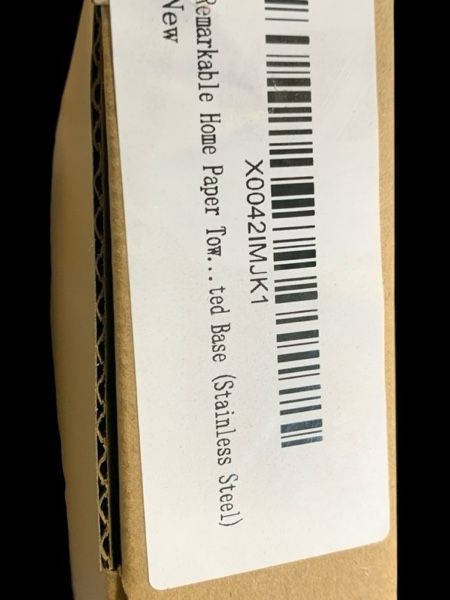 X0042IMJK1
Remarkable Home Paper Tow...ted Base (Stainless Steel)
New